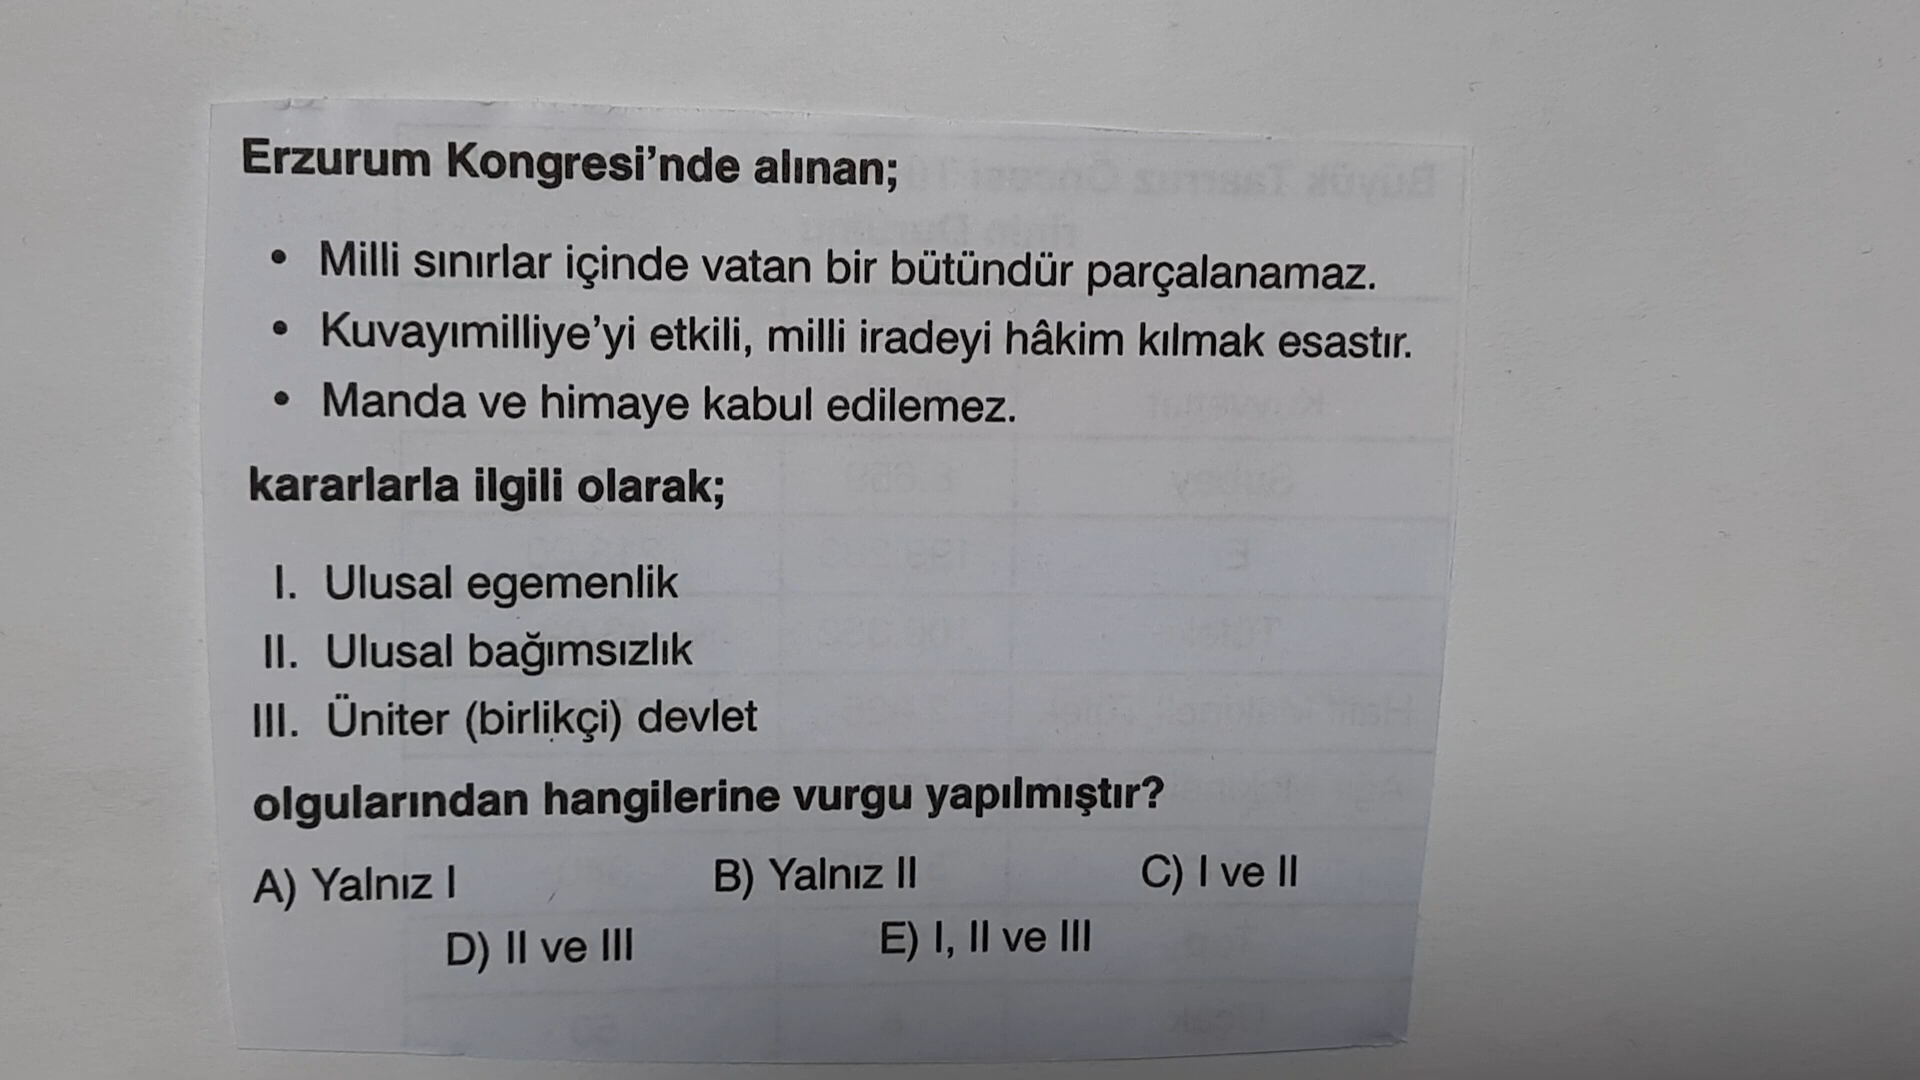 Erzurum Kongresi'nde alınan;
• Milli sınırlar içinde vatan bir bütündür parçalanamaz.
• Kuvayımilliye'yi etkili, milli iradeyi hâkim kılmak esastır.
• Manda ve himaye kabul edilemez.
kararlarla ilgili olarak;
I. Ulusal egemenlik
II. Ulusal bağımsızlık
III. Üniter (birlikçi) devlet
olgularından hangilerine vurgu yapılmıştır?
A) Yalnız I B) Yalnız II C) I ve II
D) II ve III E) I, II ve III